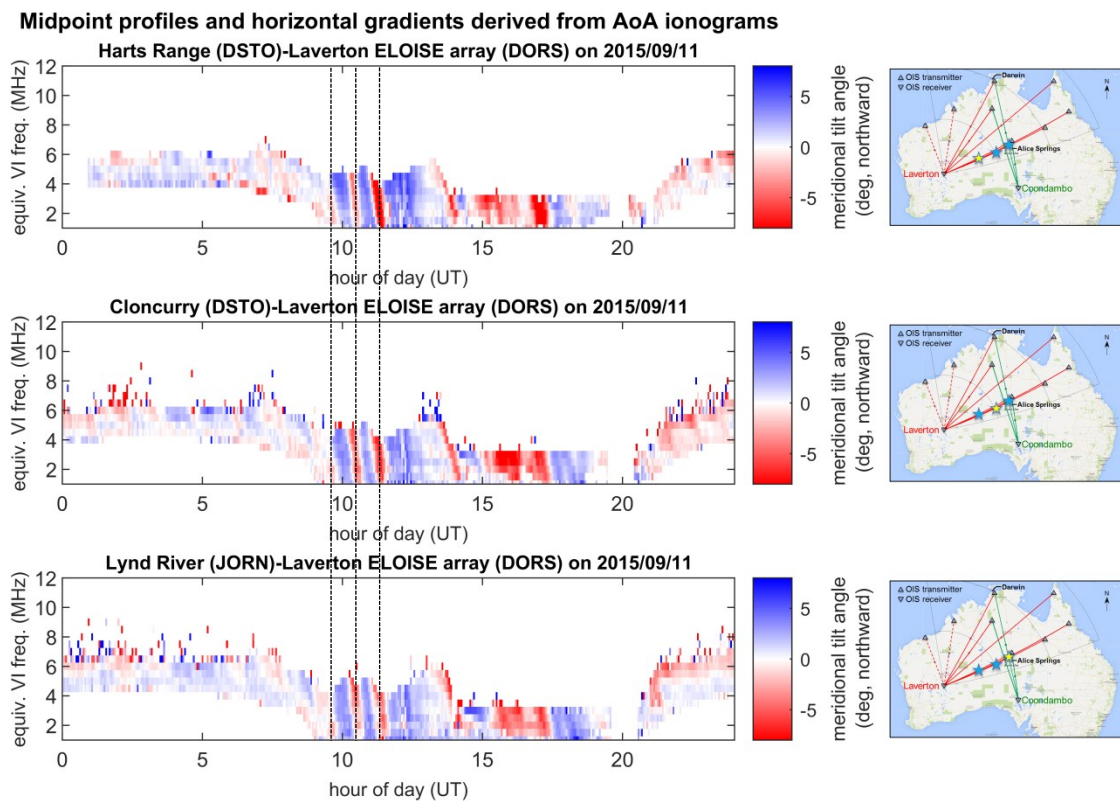 Midpoint profiles and horizontal gradients derived from AoA ionograms
Harts Range (DSTO)-Laverton ELOISE array (DORS) on 2015/09/11
equiv. VI freq. (MHz)
12
10
8
6
4
2
0 5 10 15 20
hour of day (UT)
5
0
-5
meridional tilt angle
(deg, northward)
OIS transmitter
OIS receiver
Darwin
N
Alice Springs
Laverton
Coondambo
Cloncurry (DSTO)-Laverton ELOISE array (DORS) on 2015/09/11
equiv. VI freq. (MHz)
12
10
8
6
4
2
0 5 10 15 20
hour of day (UT)
5
0
-5
meridional tilt angle
(deg, northward)
OIS transmitter
OIS receiver
Darwin
N
Alice Springs
Laverton
Coondambo
Lynd River (JORN)-Laverton ELOISE array (DORS) on 2015/09/11
equiv. VI freq. (MHz)
12
10
8
6
4
2
0 5 10 15 20
hour of day (UT)
5
0
-5
meridional tilt angle
(deg, northward)
OIS transmitter
OIS receiver
Darwin
N
Alice Springs
Laverton
Coondambo